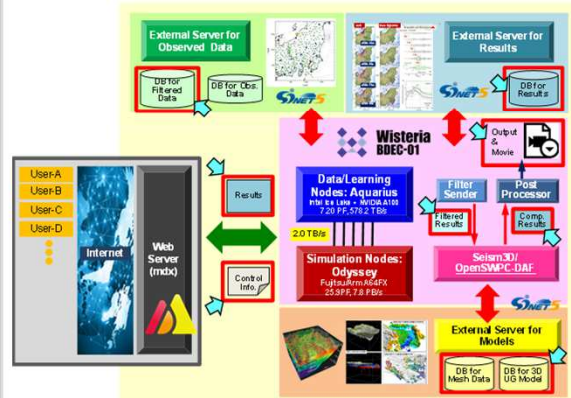 External Server for
Observed Data
DB for
Filtered
Data
DB for Obs.
Data
SINET5
External Server for
Results
SINET5
DB for
Results
Wisteria
BDEC-01
Output
&
Movie
User-A
User-B
User-C
User-D
Internet
Web
Server
(mdx)
Results
Control
Info.
Data/Learning
Nodes: Aquarius
Intel Ice Lake + NVIDIA A100
7.20 PF, 578.2 TB/s
2.0 TB/s
Simulation Nodes:
Odyssey
Fujitsu/Arm A64FX
25.9PF, 7.8 PB/s
Filter
Sender
Post
Processor
Filtered
Results
Comp.
Results
Seism3D/
OpenSWPC-DAF
SINET5
External Server for
Models
DB for
Mesh Data
DB for 3D
UG Model